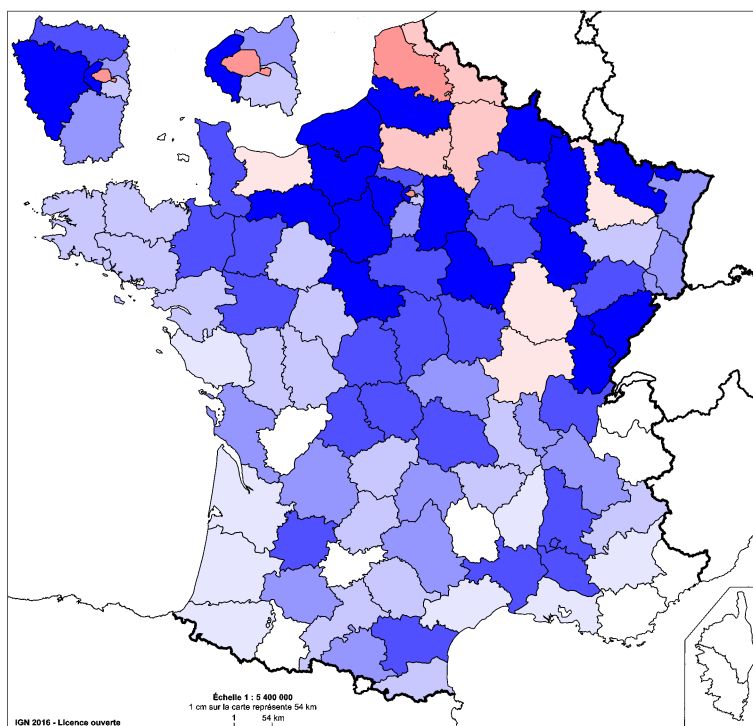 Échelle 1 : 5 400 000
1 cm sur la carte représente 54 km
1 54 km
IGN 2016 - Licence ouverte